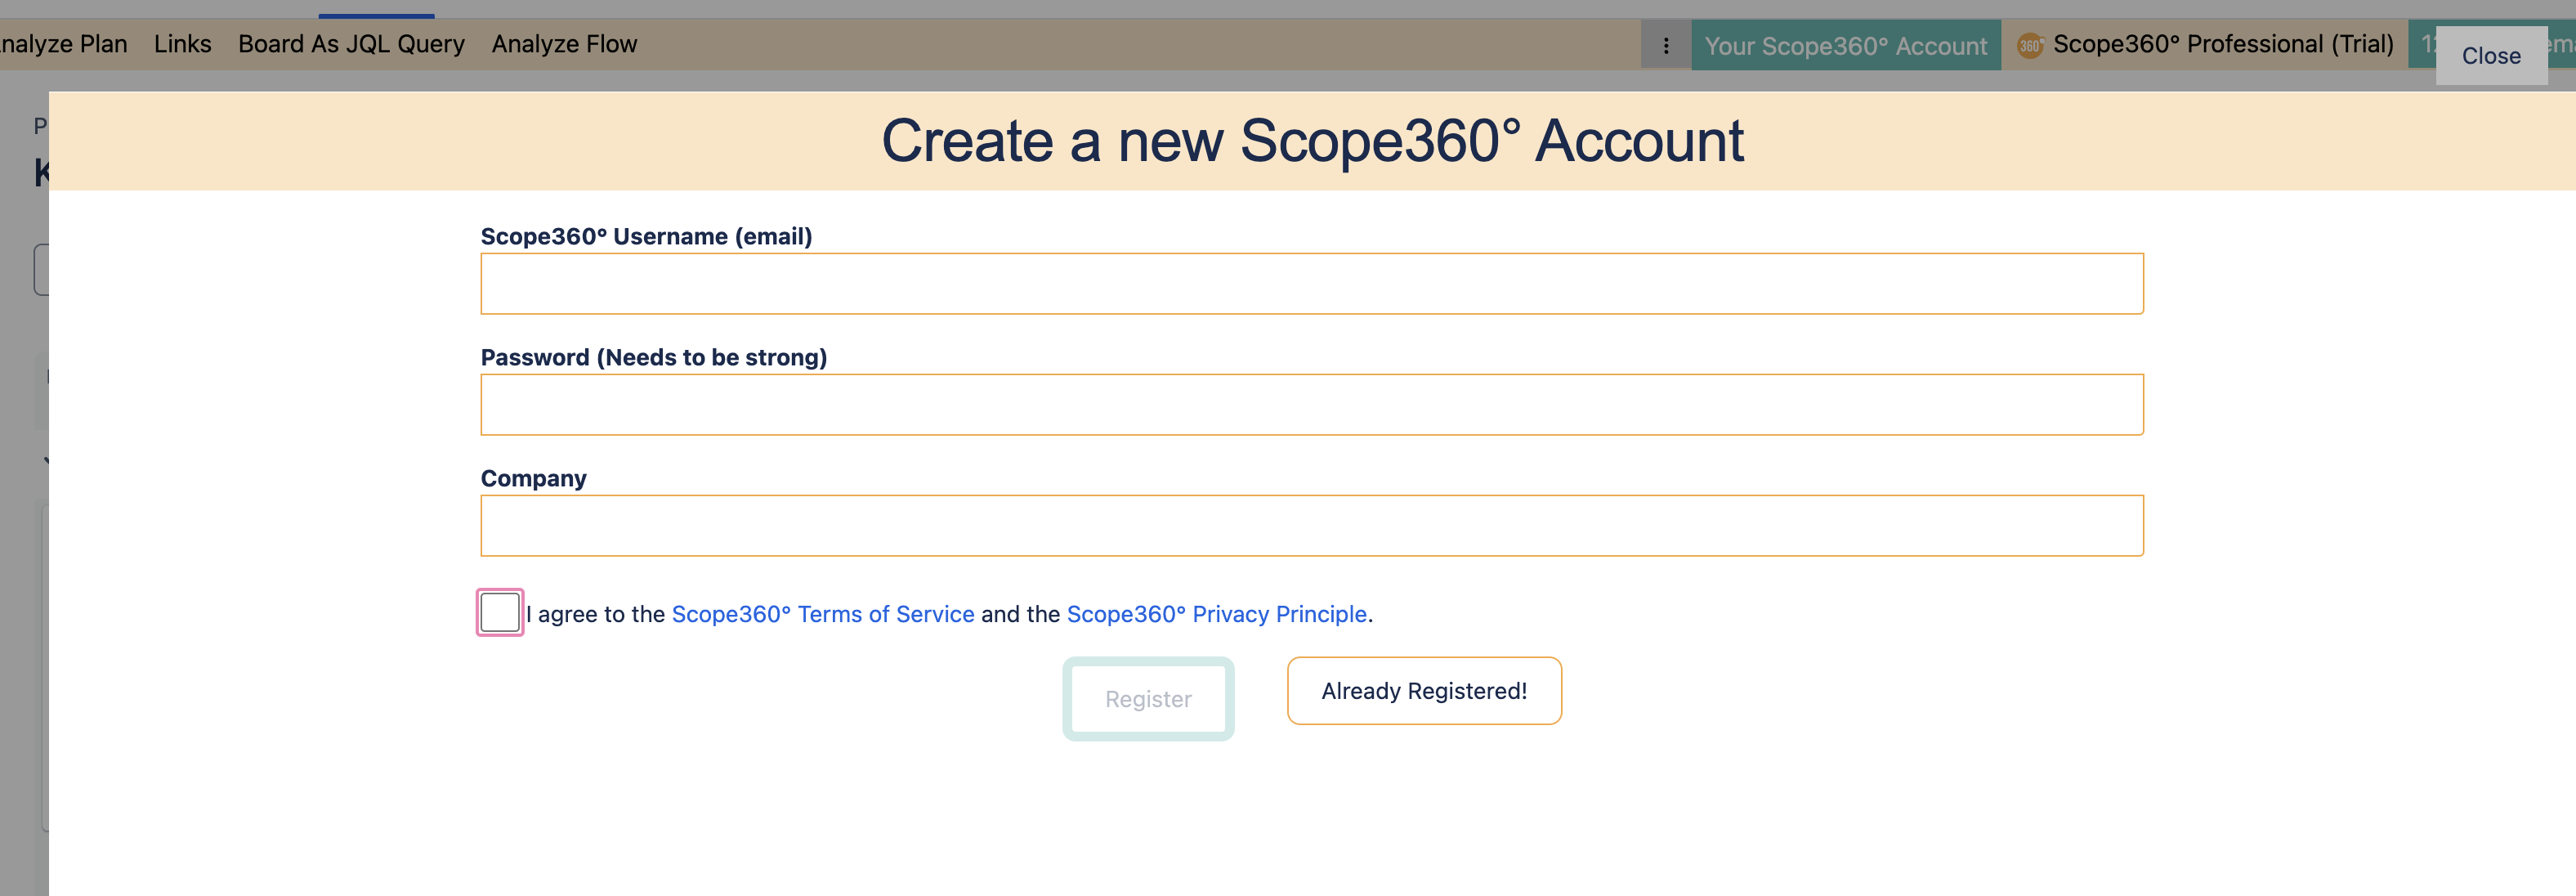 nalyze Plan Links Board As JQL Query Analyze Flow Your Scope360° Account 360° Scope360° Professional (Trial) Close
Create a new Scope360° Account
Scope360° Username (email)
Password (Needs to be strong)
Company
I agree to the Scope360° Terms of Service and the Scope360° Privacy Principle.
Register Already Registered!